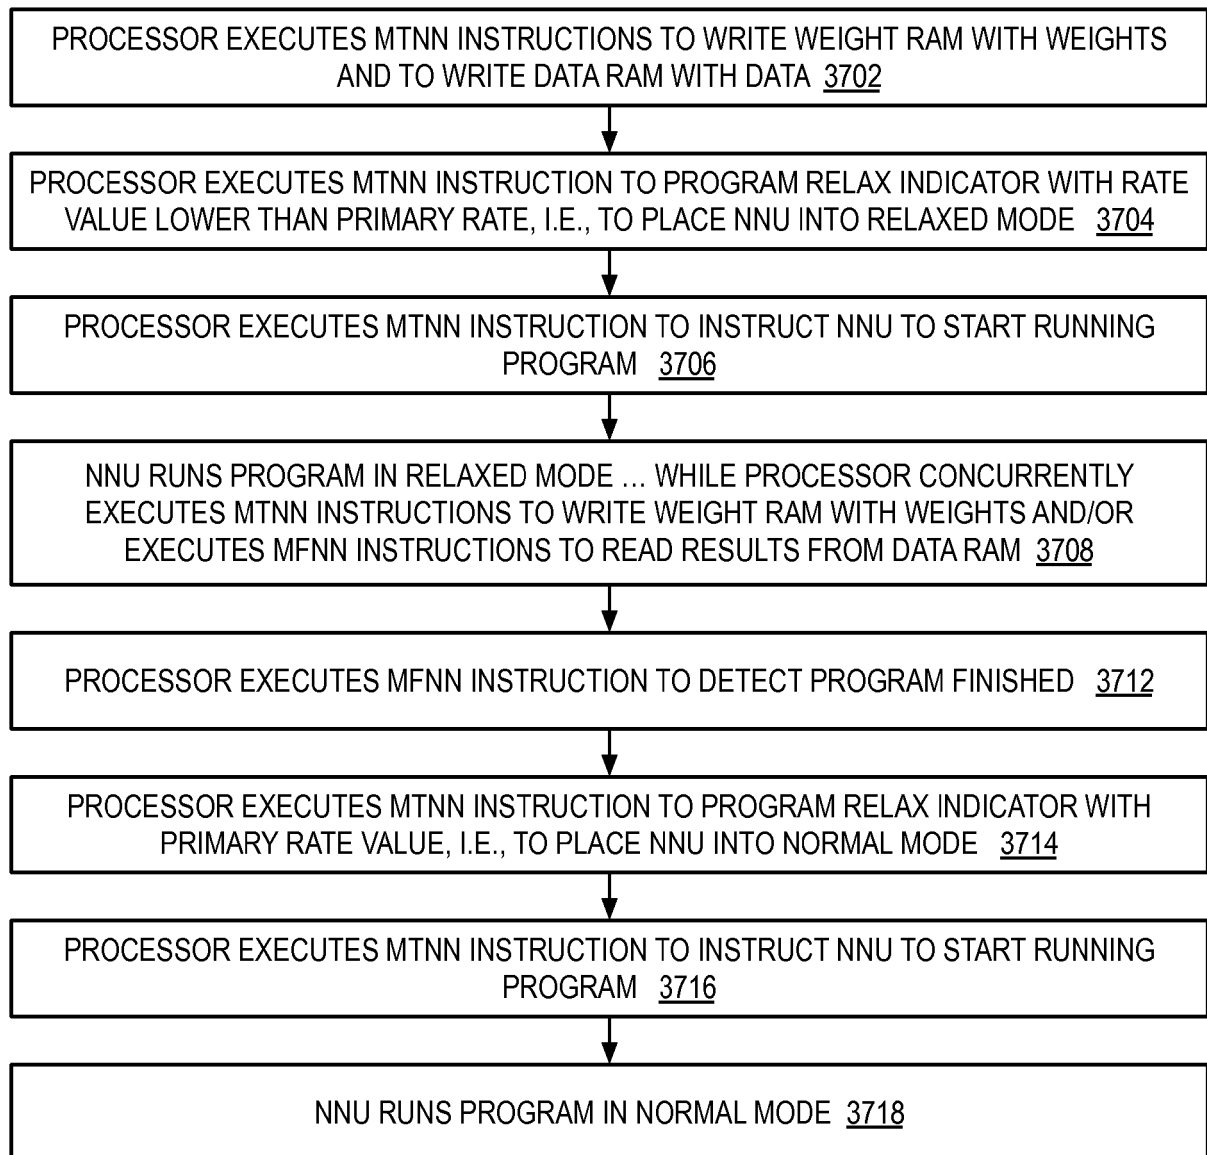 PROCESSOR EXECUTES MTNN INSTRUCTIONS TO WRITE WEIGHT RAM WITH WEIGHTS
AND TO WRITE DATA RAM WITH DATA 3702
PROCESSOR EXECUTES MTNN INSTRUCTION TO PROGRAM RELAX INDICATOR WITH RATE
VALUE LOWER THAN PRIMARY RATE, I.E., TO PLACE NNU INTO RELAXED MODE 3704
PROCESSOR EXECUTES MTNN INSTRUCTION TO INSTRUCT NNU TO START RUNNING
PROGRAM 3706
NNU RUNS PROGRAM IN RELAXED MODE ... WHILE PROCESSOR CONCURRENTLY
EXECUTES MTNN INSTRUCTIONS TO WRITE WEIGHT RAM WITH WEIGHTS AND/OR
EXECUTES MFNN INSTRUCTIONS TO READ RESULTS FROM DATA RAM 3708
PROCESSOR EXECUTES MFNN INSTRUCTION TO DETECT PROGRAM FINISHED 3712
PROCESSOR EXECUTES MTNN INSTRUCTION TO PROGRAM RELAX INDICATOR WITH
PRIMARY RATE VALUE, I.E., TO PLACE NNU INTO NORMAL MODE 3714
PROCESSOR EXECUTES MTNN INSTRUCTION TO INSTRUCT NNU TO START RUNNING
PROGRAM 3716
NNU RUNS PROGRAM IN NORMAL MODE 3718